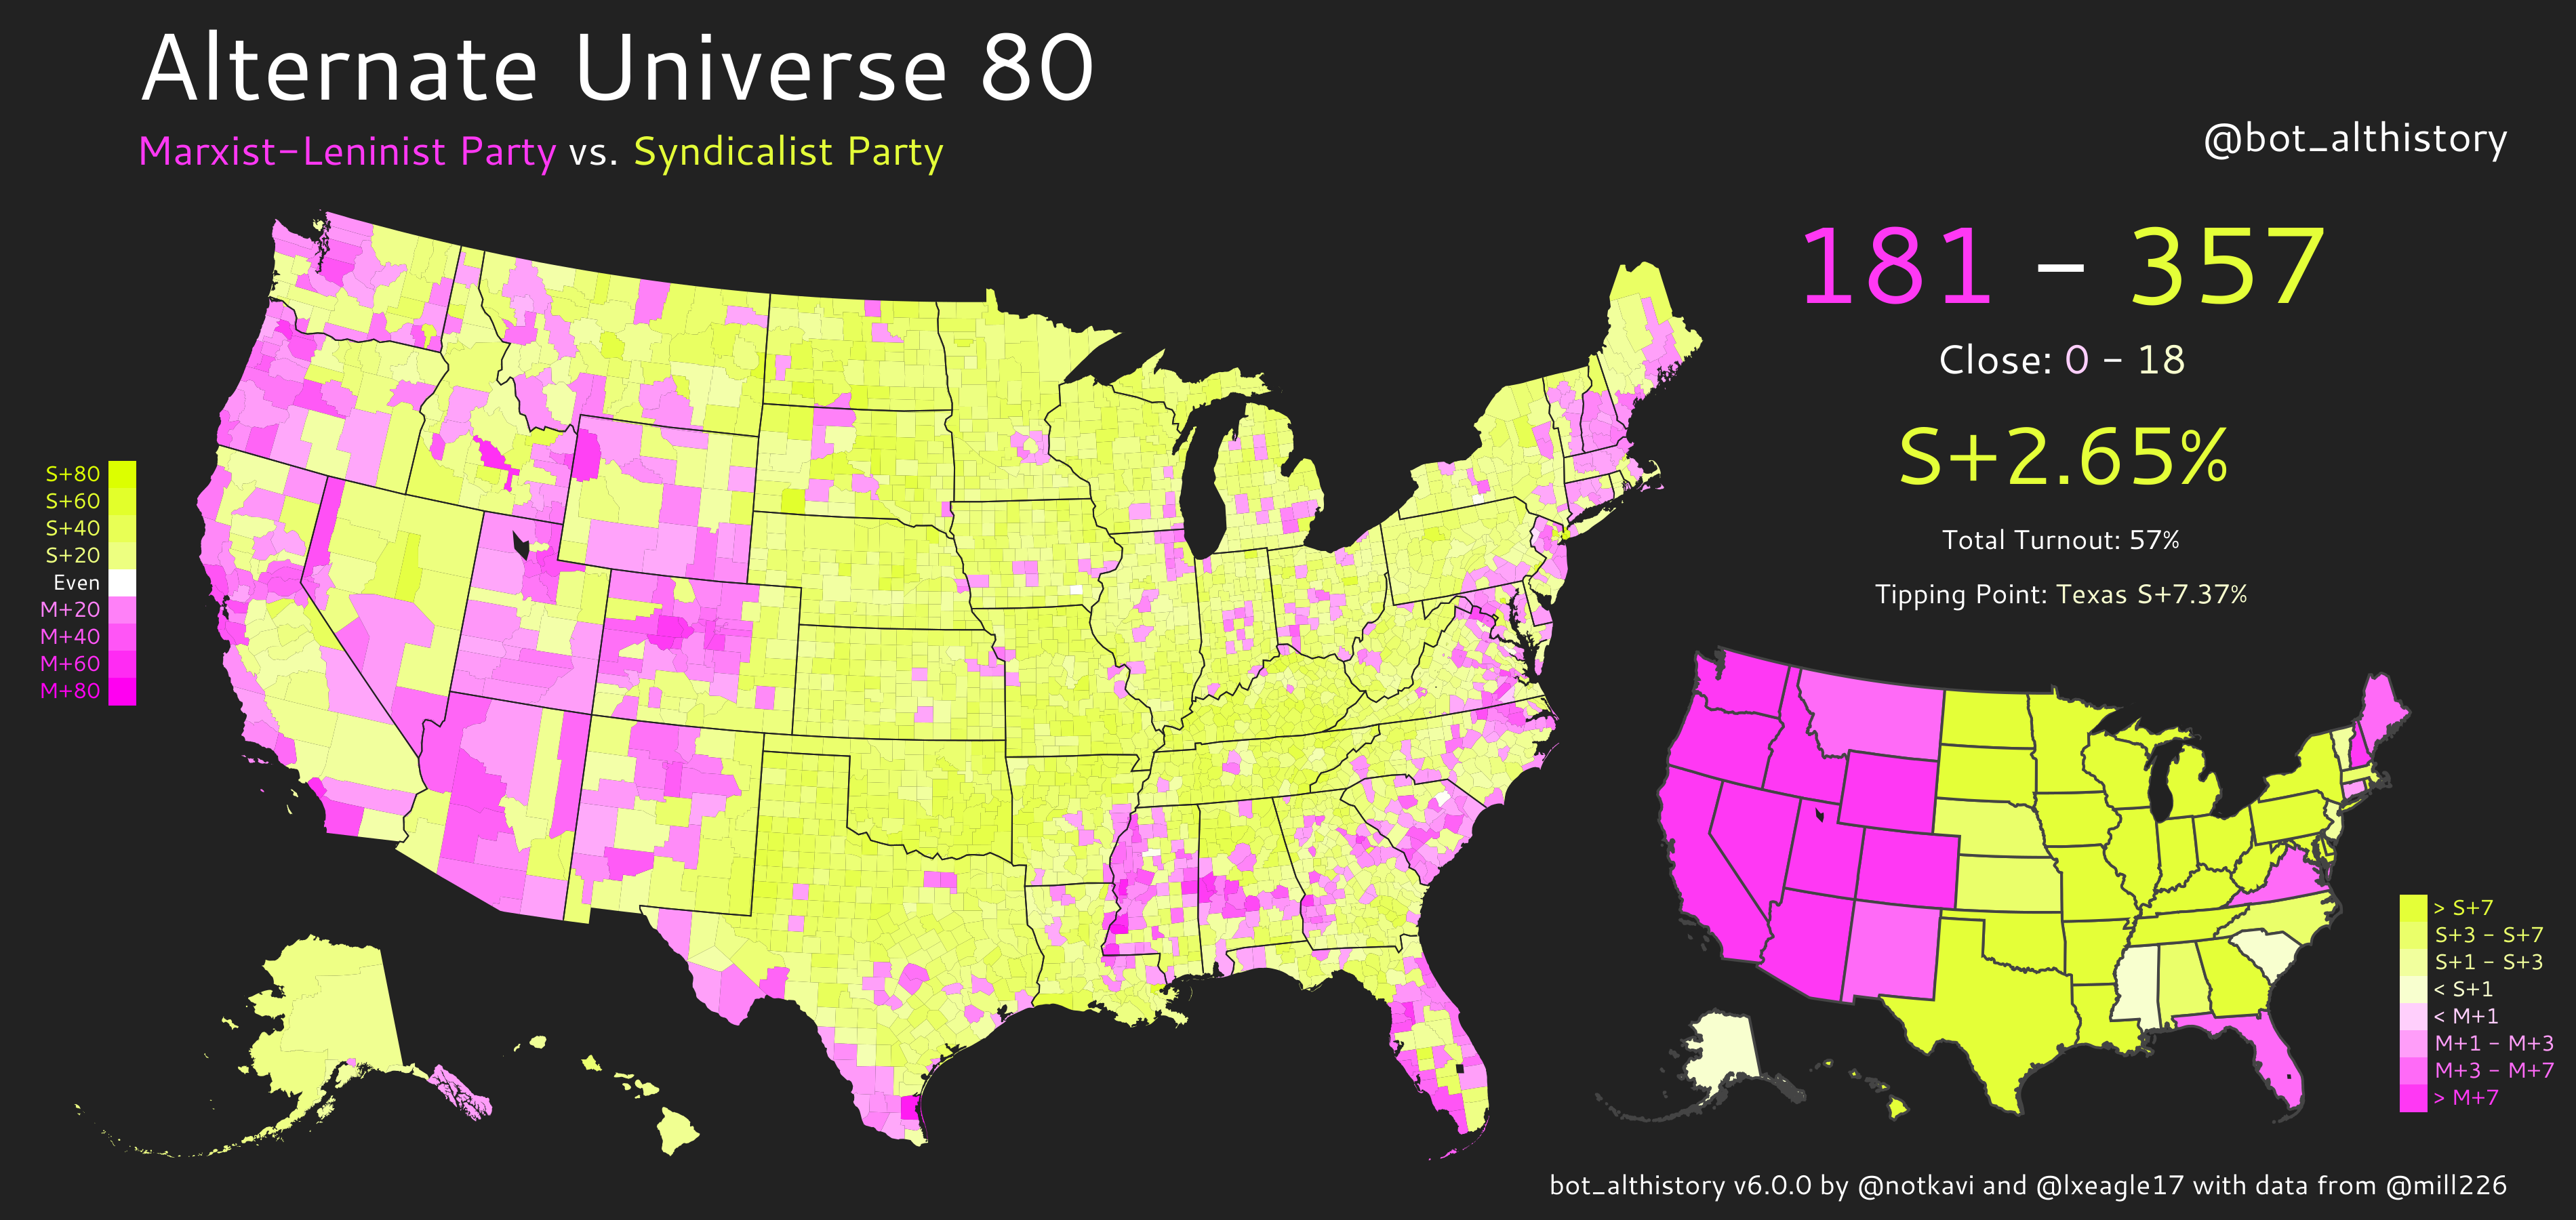 Alternate Universe 80
Marxist-Leninist Party vs. Syndicalist Party
@bot_althistory
181 – 357
Close: 0 – 18
S+2.65%
Total Turnout: 57%
Tipping Point: Texas S+7.37%
S+80
S+60
S+40
S+20
Even
M+20
M+40
M+60
M+80
> S+7
S+3 – S+7
S+1 – S+3
< S+1
< M+1
M+1 – M+3
M+3 – M+7
> M+7
bot_althistory v6.0.0 by @notkavi and @lxeagle17 with data from @mill226